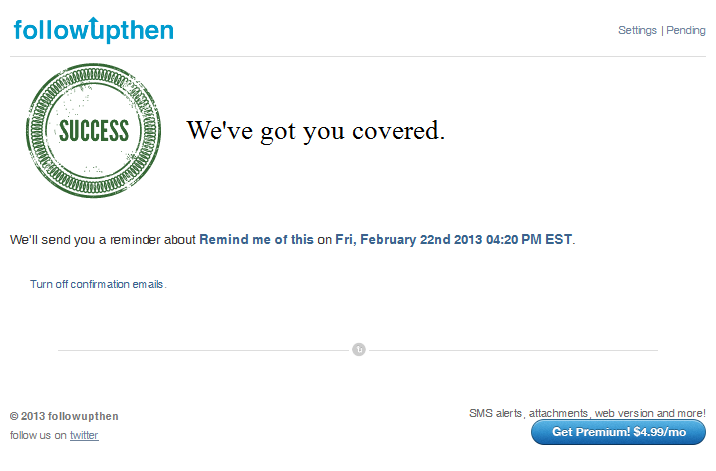 followupthen
Settings | Pending
SUCCESS
We've got you covered.
We'll send you a reminder about Remind me of this on Fri, February 22nd 2013 04:20 PM EST.
Turn off confirmation emails.
© 2013 followupthen
SMS alerts, attachments, web version and more!
follow us on twitter
Get Premium! $4.99/mo